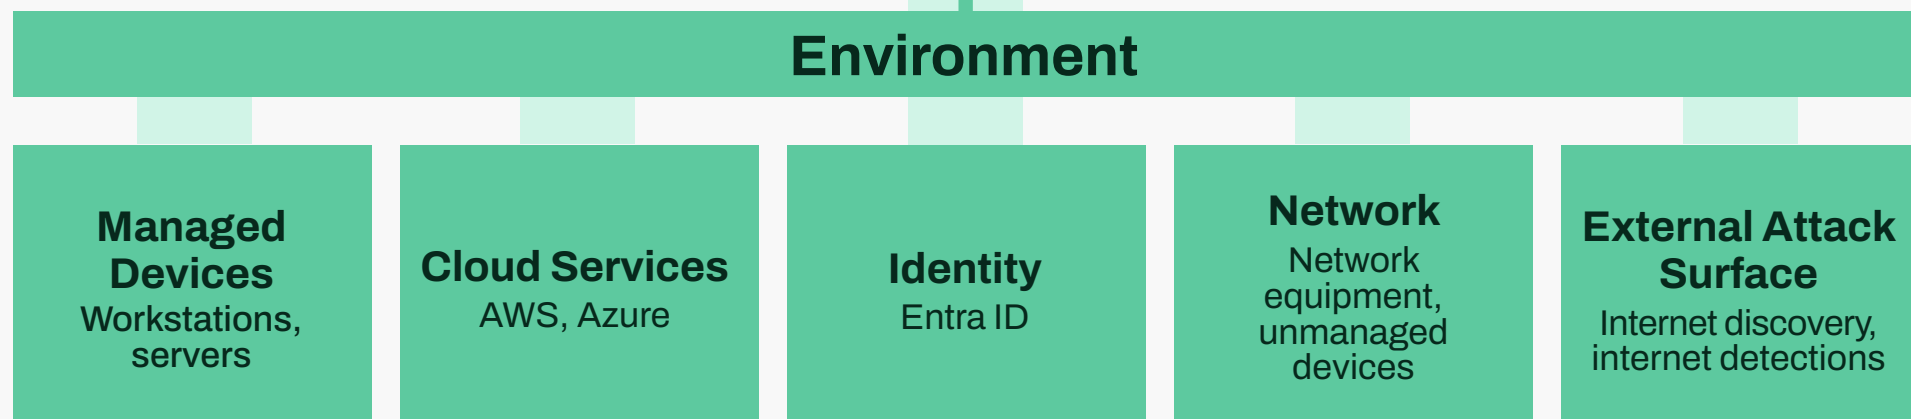 Environment
Managed
Devices
Workstations,
servers
Cloud Services
AWS, Azure
Identity
Entra ID
Network
Network
equipment,
unmanaged
devices
External Attack
Surface
Internet discovery,
internet detections